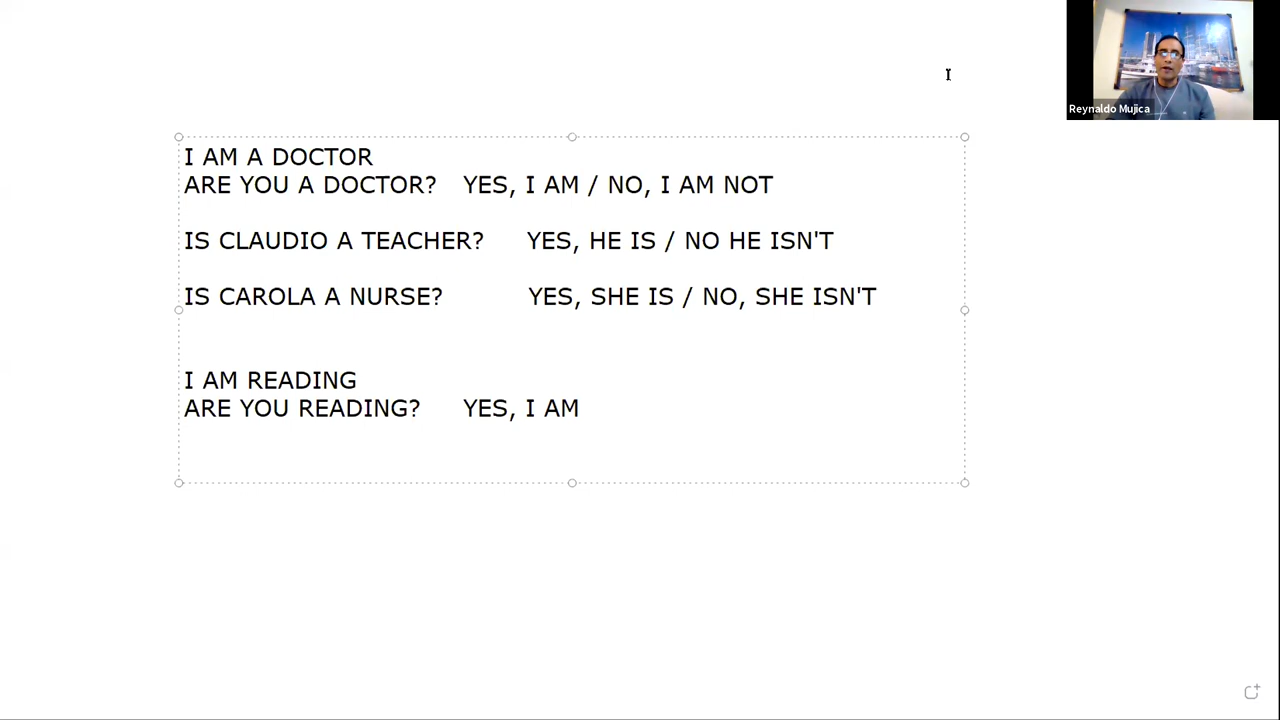 Reynaldo Mujica
I AM A DOCTOR
ARE YOU A DOCTOR? YES, I AM / NO, I AM NOT
IS CLAUDIO A TEACHER? YES, HE IS / NO HE ISN'T
IS CAROLA A NURSE? YES, SHE IS / NO, SHE ISN'T
I AM READING
ARE YOU READING? YES, I AM